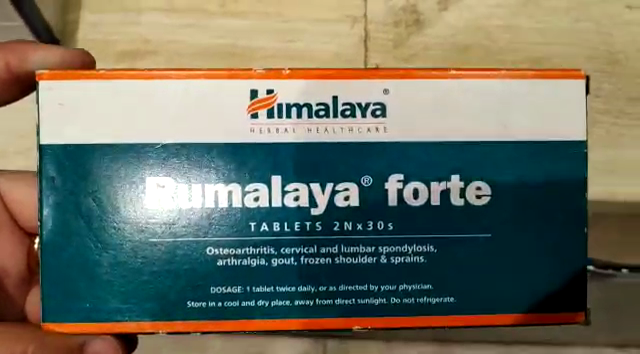 Himalaya®
HERBAL HEALTHCARE
Rumalaya® forte
TABLETS 2Nx30s
Osteoarthritis, cervical and lumbar spondylosis,
arthralgia, gout, frozen shoulder & sprains.
DOSAGE: 1 tablet twice daily, or as directed by your physician.
Store in a cool and dry place, away from direct sunlight. Do not refrigerate.